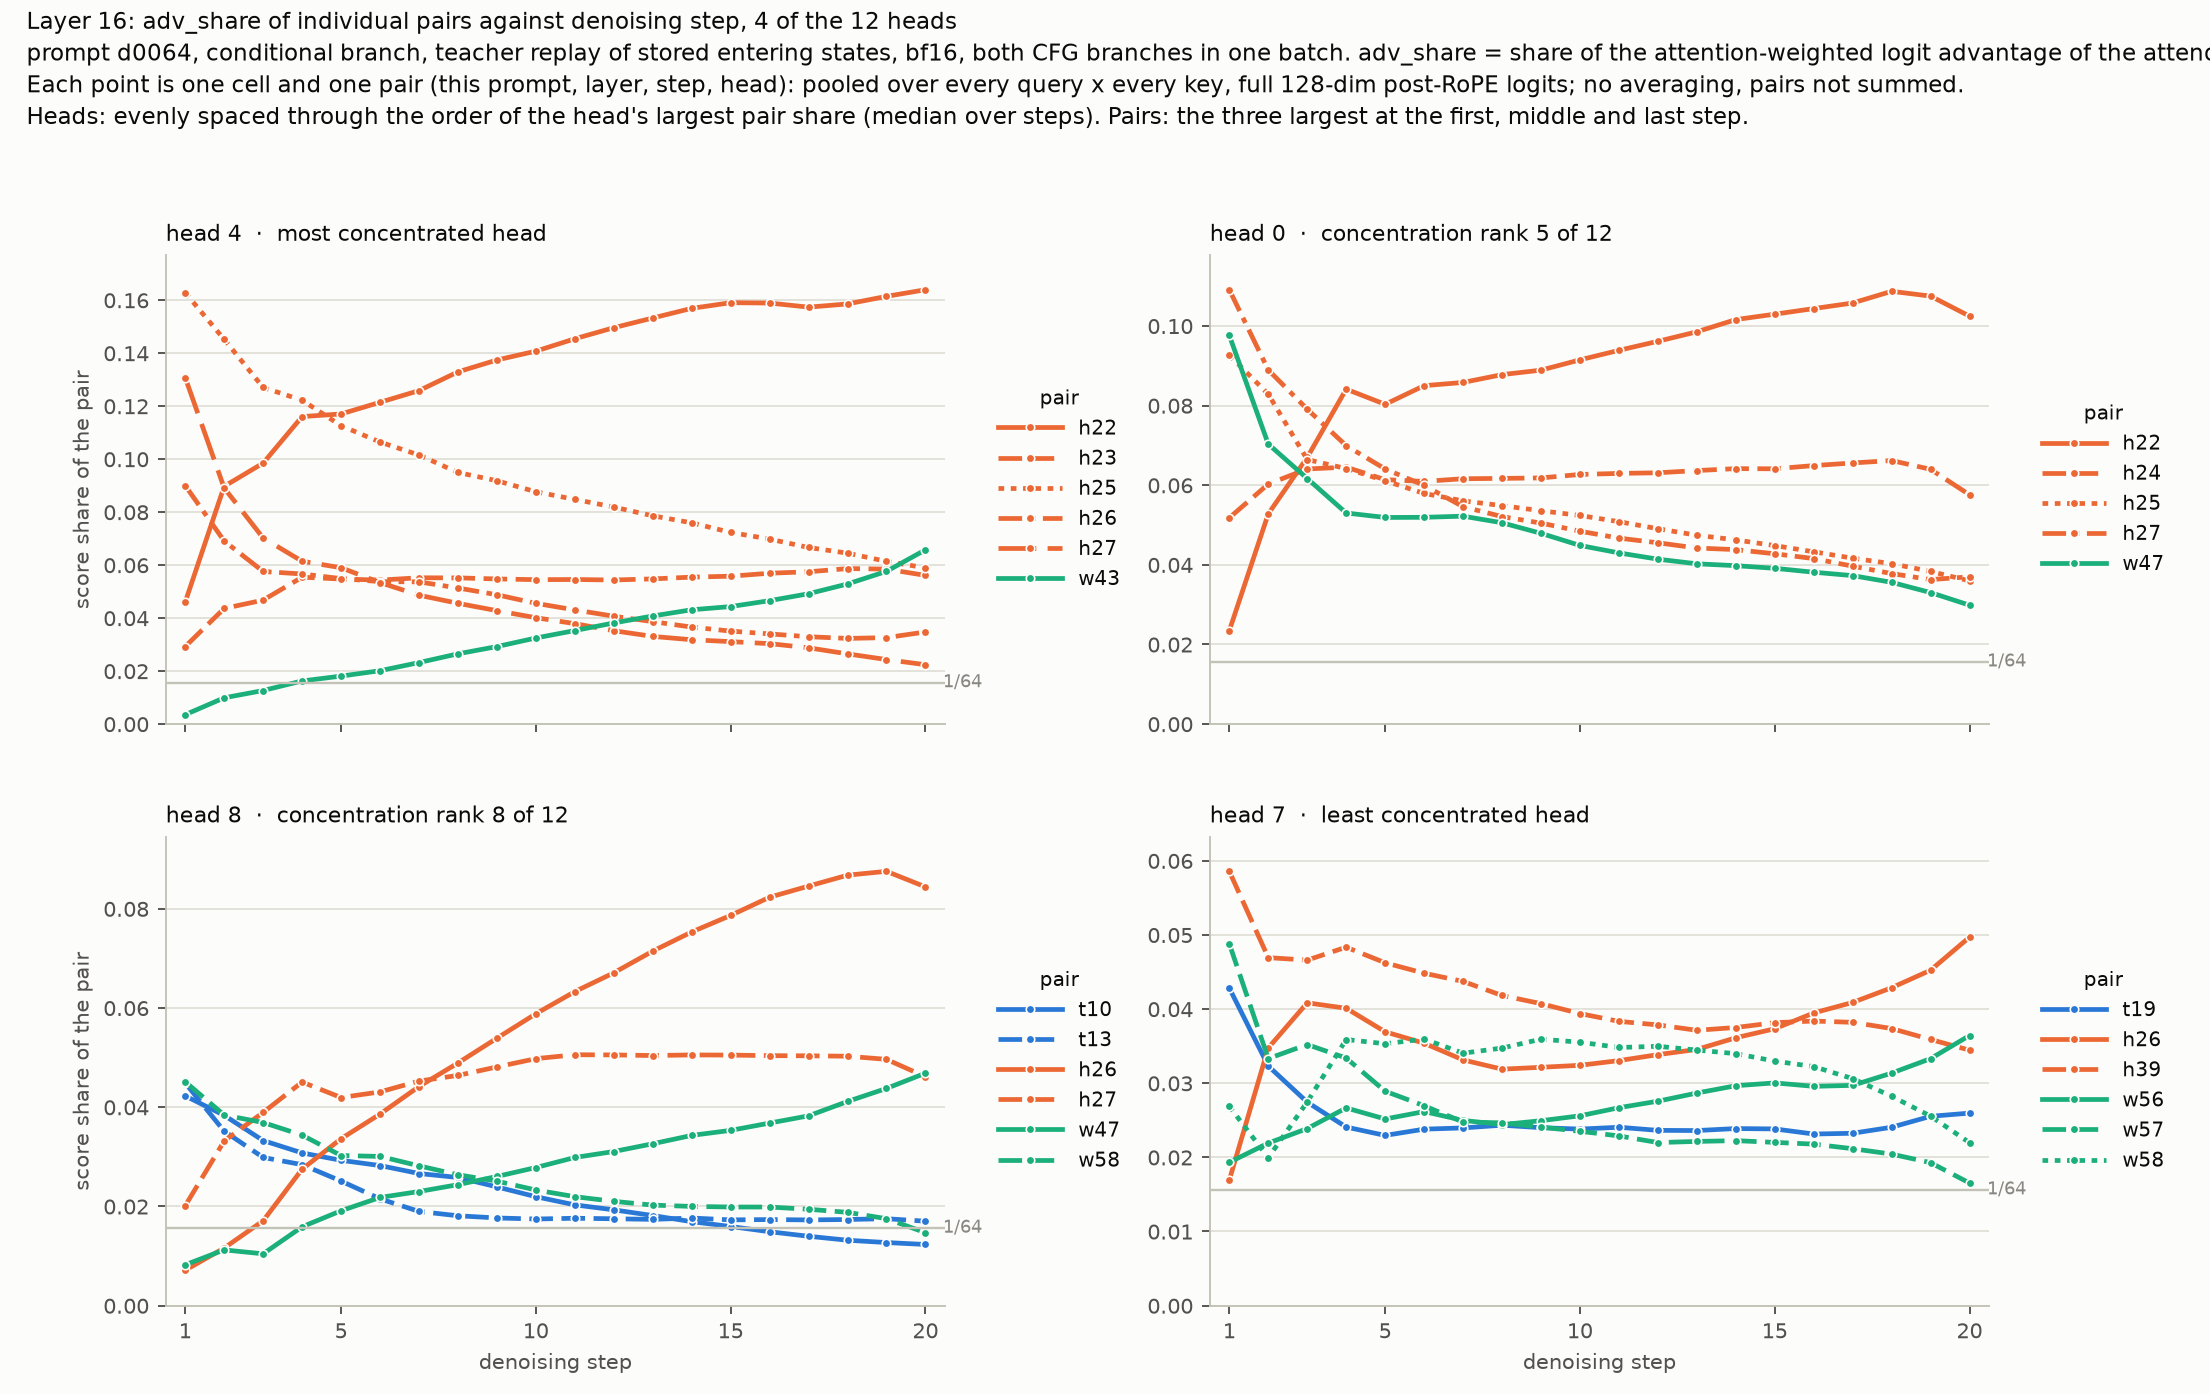 Layer 16: adv_share of individual pairs against denoising step, 4 of the 12 heads
prompt d0064, conditional branch, teacher replay of stored entering states, bf16, both CFG branches in one batch. adv_share = share of the attention-weighted logit advantage of the
Each point is one cell and one pair (this prompt, layer, step, head): pooled over every query x every key, full 128-dim post-RoPE logits; no averaging, pairs not summed.
Heads: evenly spaced through the order of the head's largest pair share (median over steps). Pairs: the three largest at the first, middle and last step.
head 4 · most concentrated head
score share of the pair
0.16
0.14
0.12
0.10
0.08
0.06
0.04
0.02
0.00
1/64
pair
h22
h23
h25
h26
h27
w43
head 0 · concentration rank 5 of 12
0.10
0.08
0.06
0.04
0.02
0.00
1/64
pair
h22
h24
h25
h27
w47
head 8 · concentration rank 8 of 12
score share of the pair
0.08
0.06
0.04
0.02
0.00
1/64
1
5
10
15
20
denoising step
pair
t10
t13
h26
h27
w47
w58
head 7 · least concentrated head
0.06
0.05
0.04
0.03
0.02
0.01
0.00
1/64
1
5
10
15
20
denoising step
pair
t19
h26
h39
w56
w57
w58